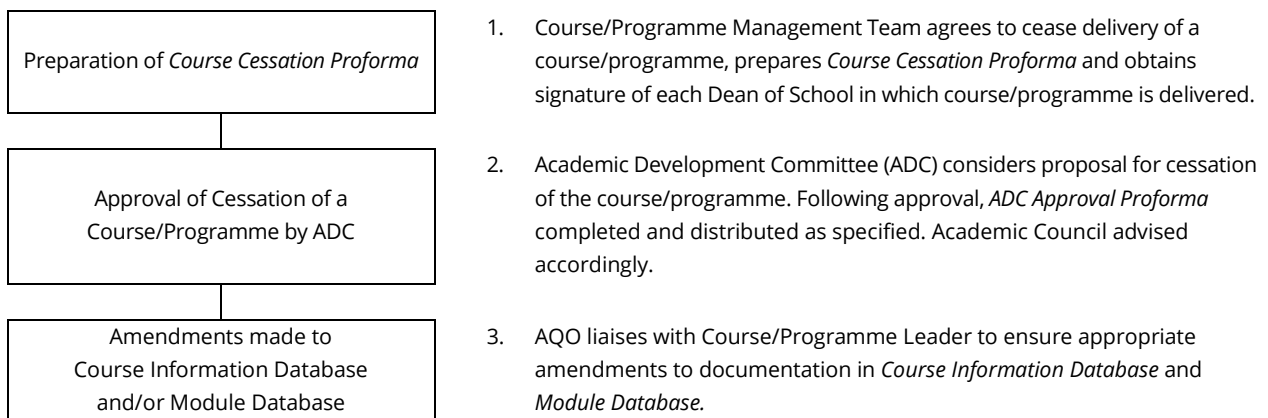 Preparation of Course Cessation Proforma
1. Course/Programme Management Team agrees to cease delivery of a
course/programme, prepares Course Cessation Proforma and obtains
signature of each Dean of School in which course/programme is delivered.
Approval of Cessation of a
Course/Programme by ADC
2. Academic Development Committee (ADC) considers proposal for cessation
of the course/programme. Following approval, ADC Approval Proforma
completed and distributed as specified. Academic Council advised
accordingly.
Amendments made to
Course Information Database
and/or Module Database
3. AQO liaises with Course/Programme Leader to ensure appropriate
amendments to documentation in Course Information Database and
Module Database.